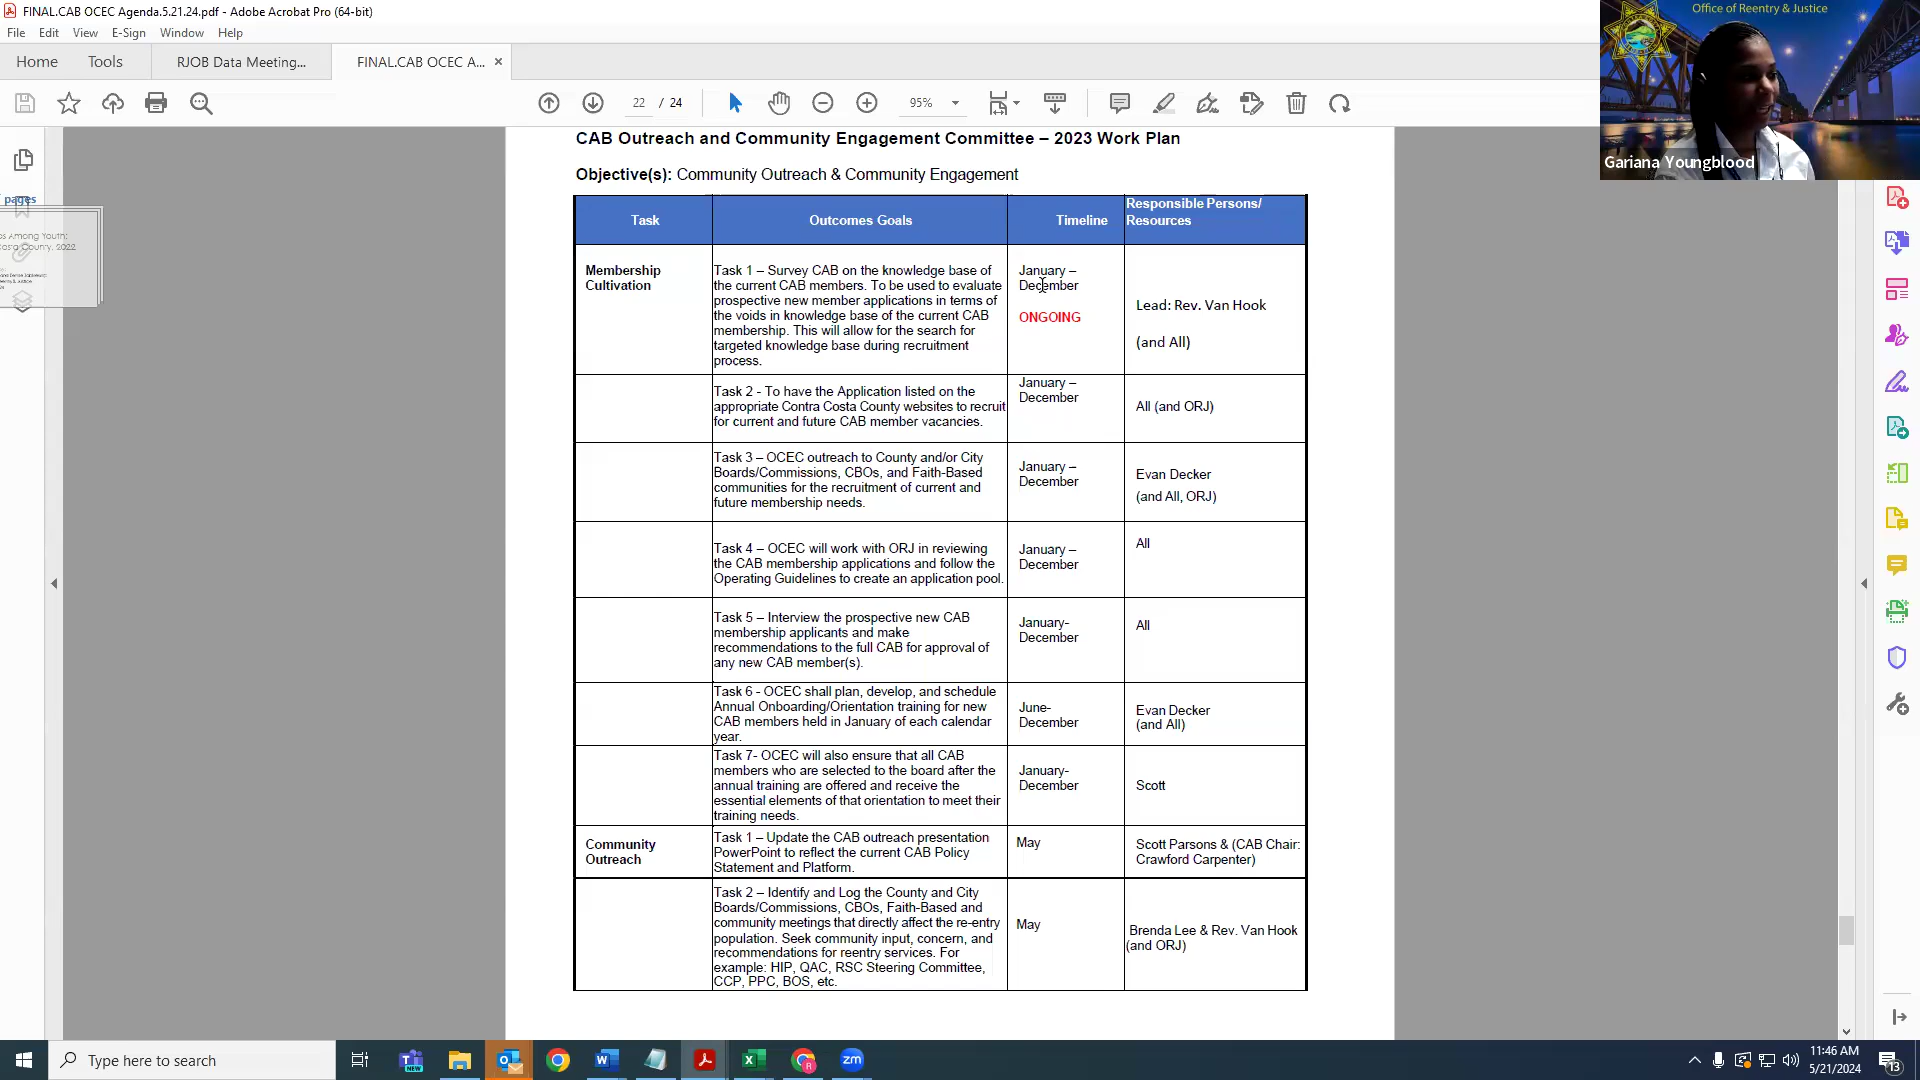 FINAL.CAB OCEC Agenda.5.21.24.pdf - Adobe Acrobat Pro (64-bit)
File Edit View E-Sign Window Help
Home Tools RJOB Data Meeting... FINAL.CAB OCEC A... ×
22 / 24 95%
Office of Reentry & Justice
Gariana Youngblood
pages
os Among Youth:
Costa County, 2022
CAB Outreach and Community Engagement Committee – 2023 Work Plan
Objective(s): Community Outreach & Community Engagement
Task Outcomes Goals Timeline Responsible Persons/
Resources
Membership
Cultivation
Task 1 – Survey CAB on the knowledge base of
the current CAB members. To be used to evaluate
prospective new member applications in terms of
the voids in knowledge base of the current CAB
membership. This will allow for the search for
targeted knowledge base during recruitment
process.
January –
December
ONGOING
Lead: Rev. Van Hook
(and All)
Task 2 - To have the Application listed on the
appropriate Contra Costa County websites to recruit
for current and future CAB member vacancies.
January –
December
All (and ORJ)
Task 3 – OCEC outreach to County and/or City
Boards/Commissions, CBOs, and Faith-Based
communities for the recruitment of current and
future membership needs.
January –
December
Evan Decker
(and All, ORJ)
Task 4 – OCEC will work with ORJ in reviewing
the CAB membership applications and follow the
Operating Guidelines to create an application pool.
January –
December
All
Task 5 – Interview the prospective new CAB
membership applicants and make
recommendations to the full CAB for approval of
any new CAB member(s).
January-
December
All
Task 6 - OCEC shall plan, develop, and schedule
Annual Onboarding/Orientation training for new
CAB members held in January of each calendar
year.
June-
December
Evan Decker
(and All)
Task 7- OCEC will also ensure that all CAB
members who are selected to the board after the
annual training are offered and receive the
essential elements of that orientation to meet their
training needs.
January-
December
Scott
Community
Outreach
Task 1 – Update the CAB outreach presentation
PowerPoint to reflect the current CAB Policy
Statement and Platform.
May
Scott Parsons & (CAB Chair:
Crawford Carpenter)
Task 2 – Identify and Log the County and City
Boards/Commissions, CBOs, Faith-Based and
community meetings that directly affect the re-entry
population. Seek community input, concern, and
recommendations for reentry services. For
example: HIP, QAC, RSC Steering Committee,
CCP, PPC, BOS, etc.
May
Brenda Lee & Rev. Van Hook
(and ORJ)
Type here to search
11:46 AM
5/21/2024
13